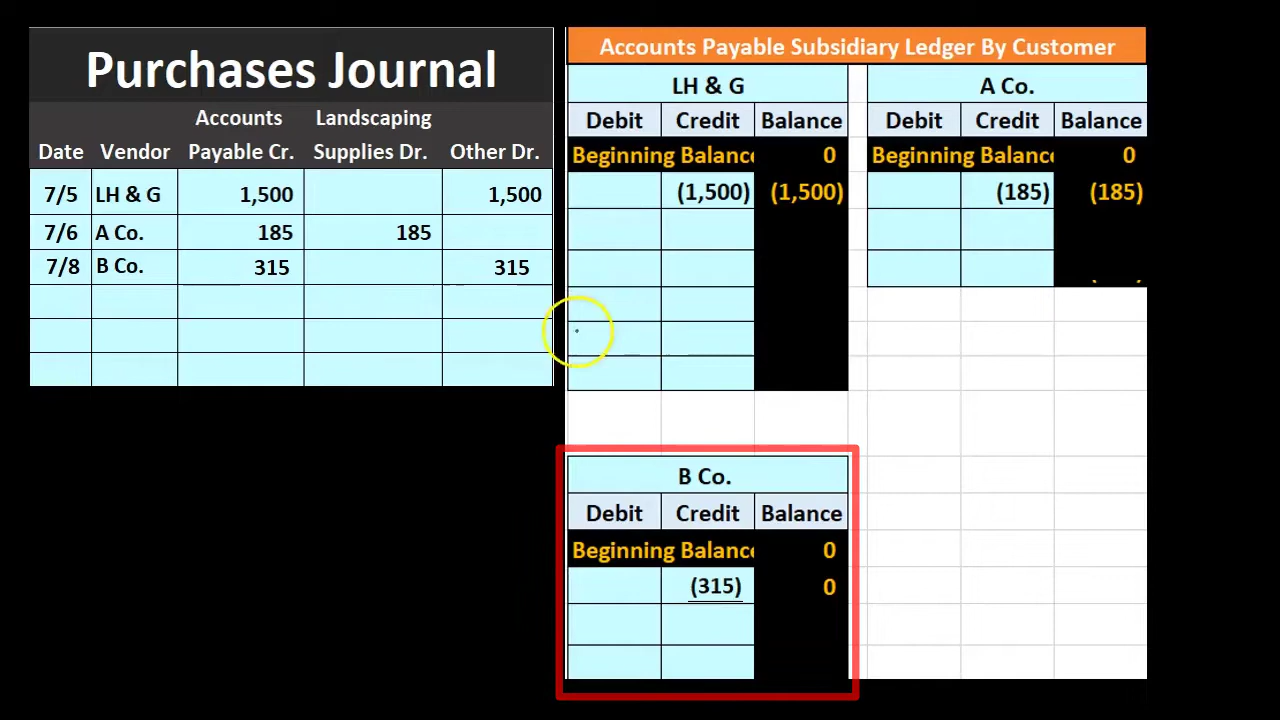 Purchases Journal
Accounts Landscaping
Date Vendor Payable Cr. Supplies Dr. Other Dr.
7/5 LH & G 1,500 1,500
7/6 A Co. 185 185
7/8 B Co. 315 315
Accounts Payable Subsidiary Ledger By Customer
LH & G
Debit Credit Balance
Beginning Balance 0
(1,500) (1,500)
A Co.
Debit Credit Balance
Beginning Balance 0
(185) (185)
B Co.
Debit Credit Balance
Beginning Balance 0
(315) 0